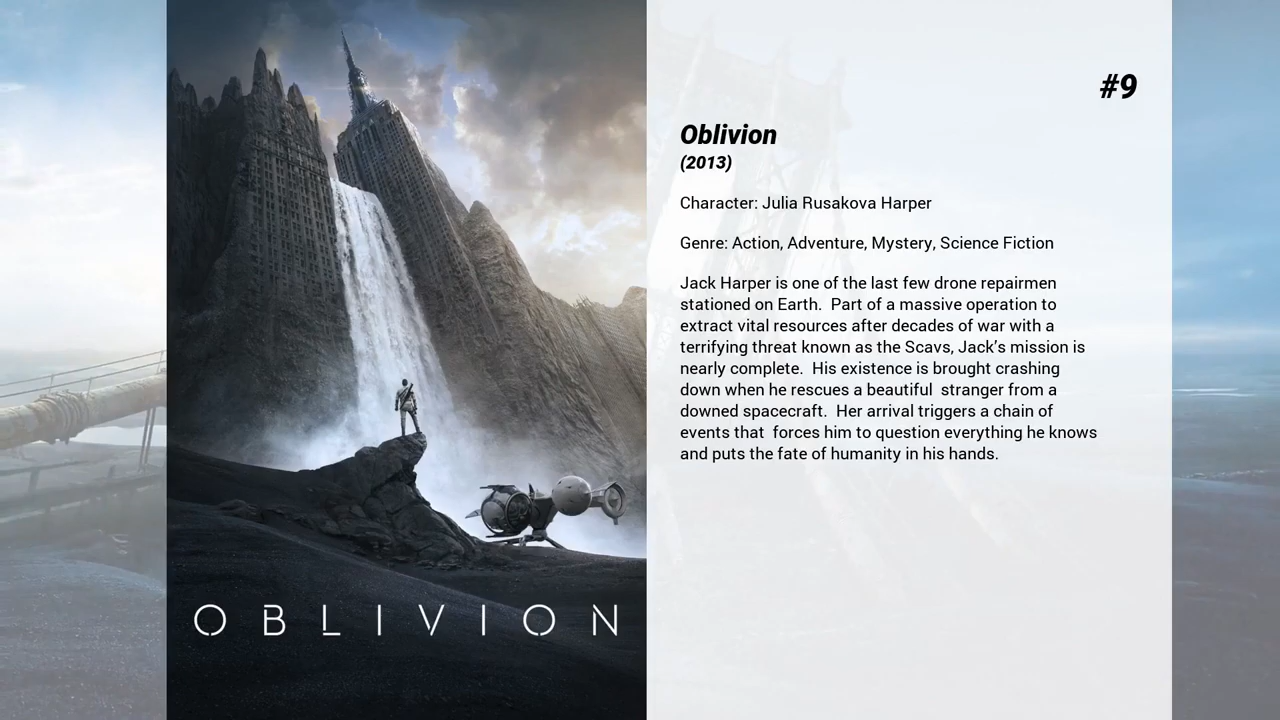 OBLIVION
#9
Oblivion
(2013)
Character: Julia Rusakova Harper
Genre: Action, Adventure, Mystery, Science Fiction
Jack Harper is one of the last few drone repairmen
stationed on Earth.  Part of a massive operation to
extract vital resources after decades of war with a
terrifying threat known as the Scavs, Jack’s mission is
nearly complete.  His existence is brought crashing
down when he rescues a beautiful  stranger from a
downed spacecraft.  Her arrival triggers a chain of
events that  forces him to question everything he knows
and puts the fate of humanity in his hands.